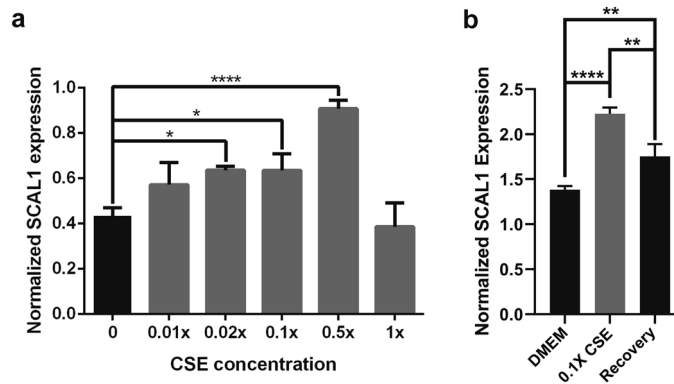 a
Normalized SCAL1 expression
1.0
0.8
0.6
0.4
0.2
0.0
****
*
*
0 0.01x 0.02x 0.1x 0.5x 1x
CSE concentration
b
Normalized SCAL1 Expression
2.5
2.0
1.5
1.0
0.5
0.0
**
**
****
DMEM
0.1X CSE
Recovery